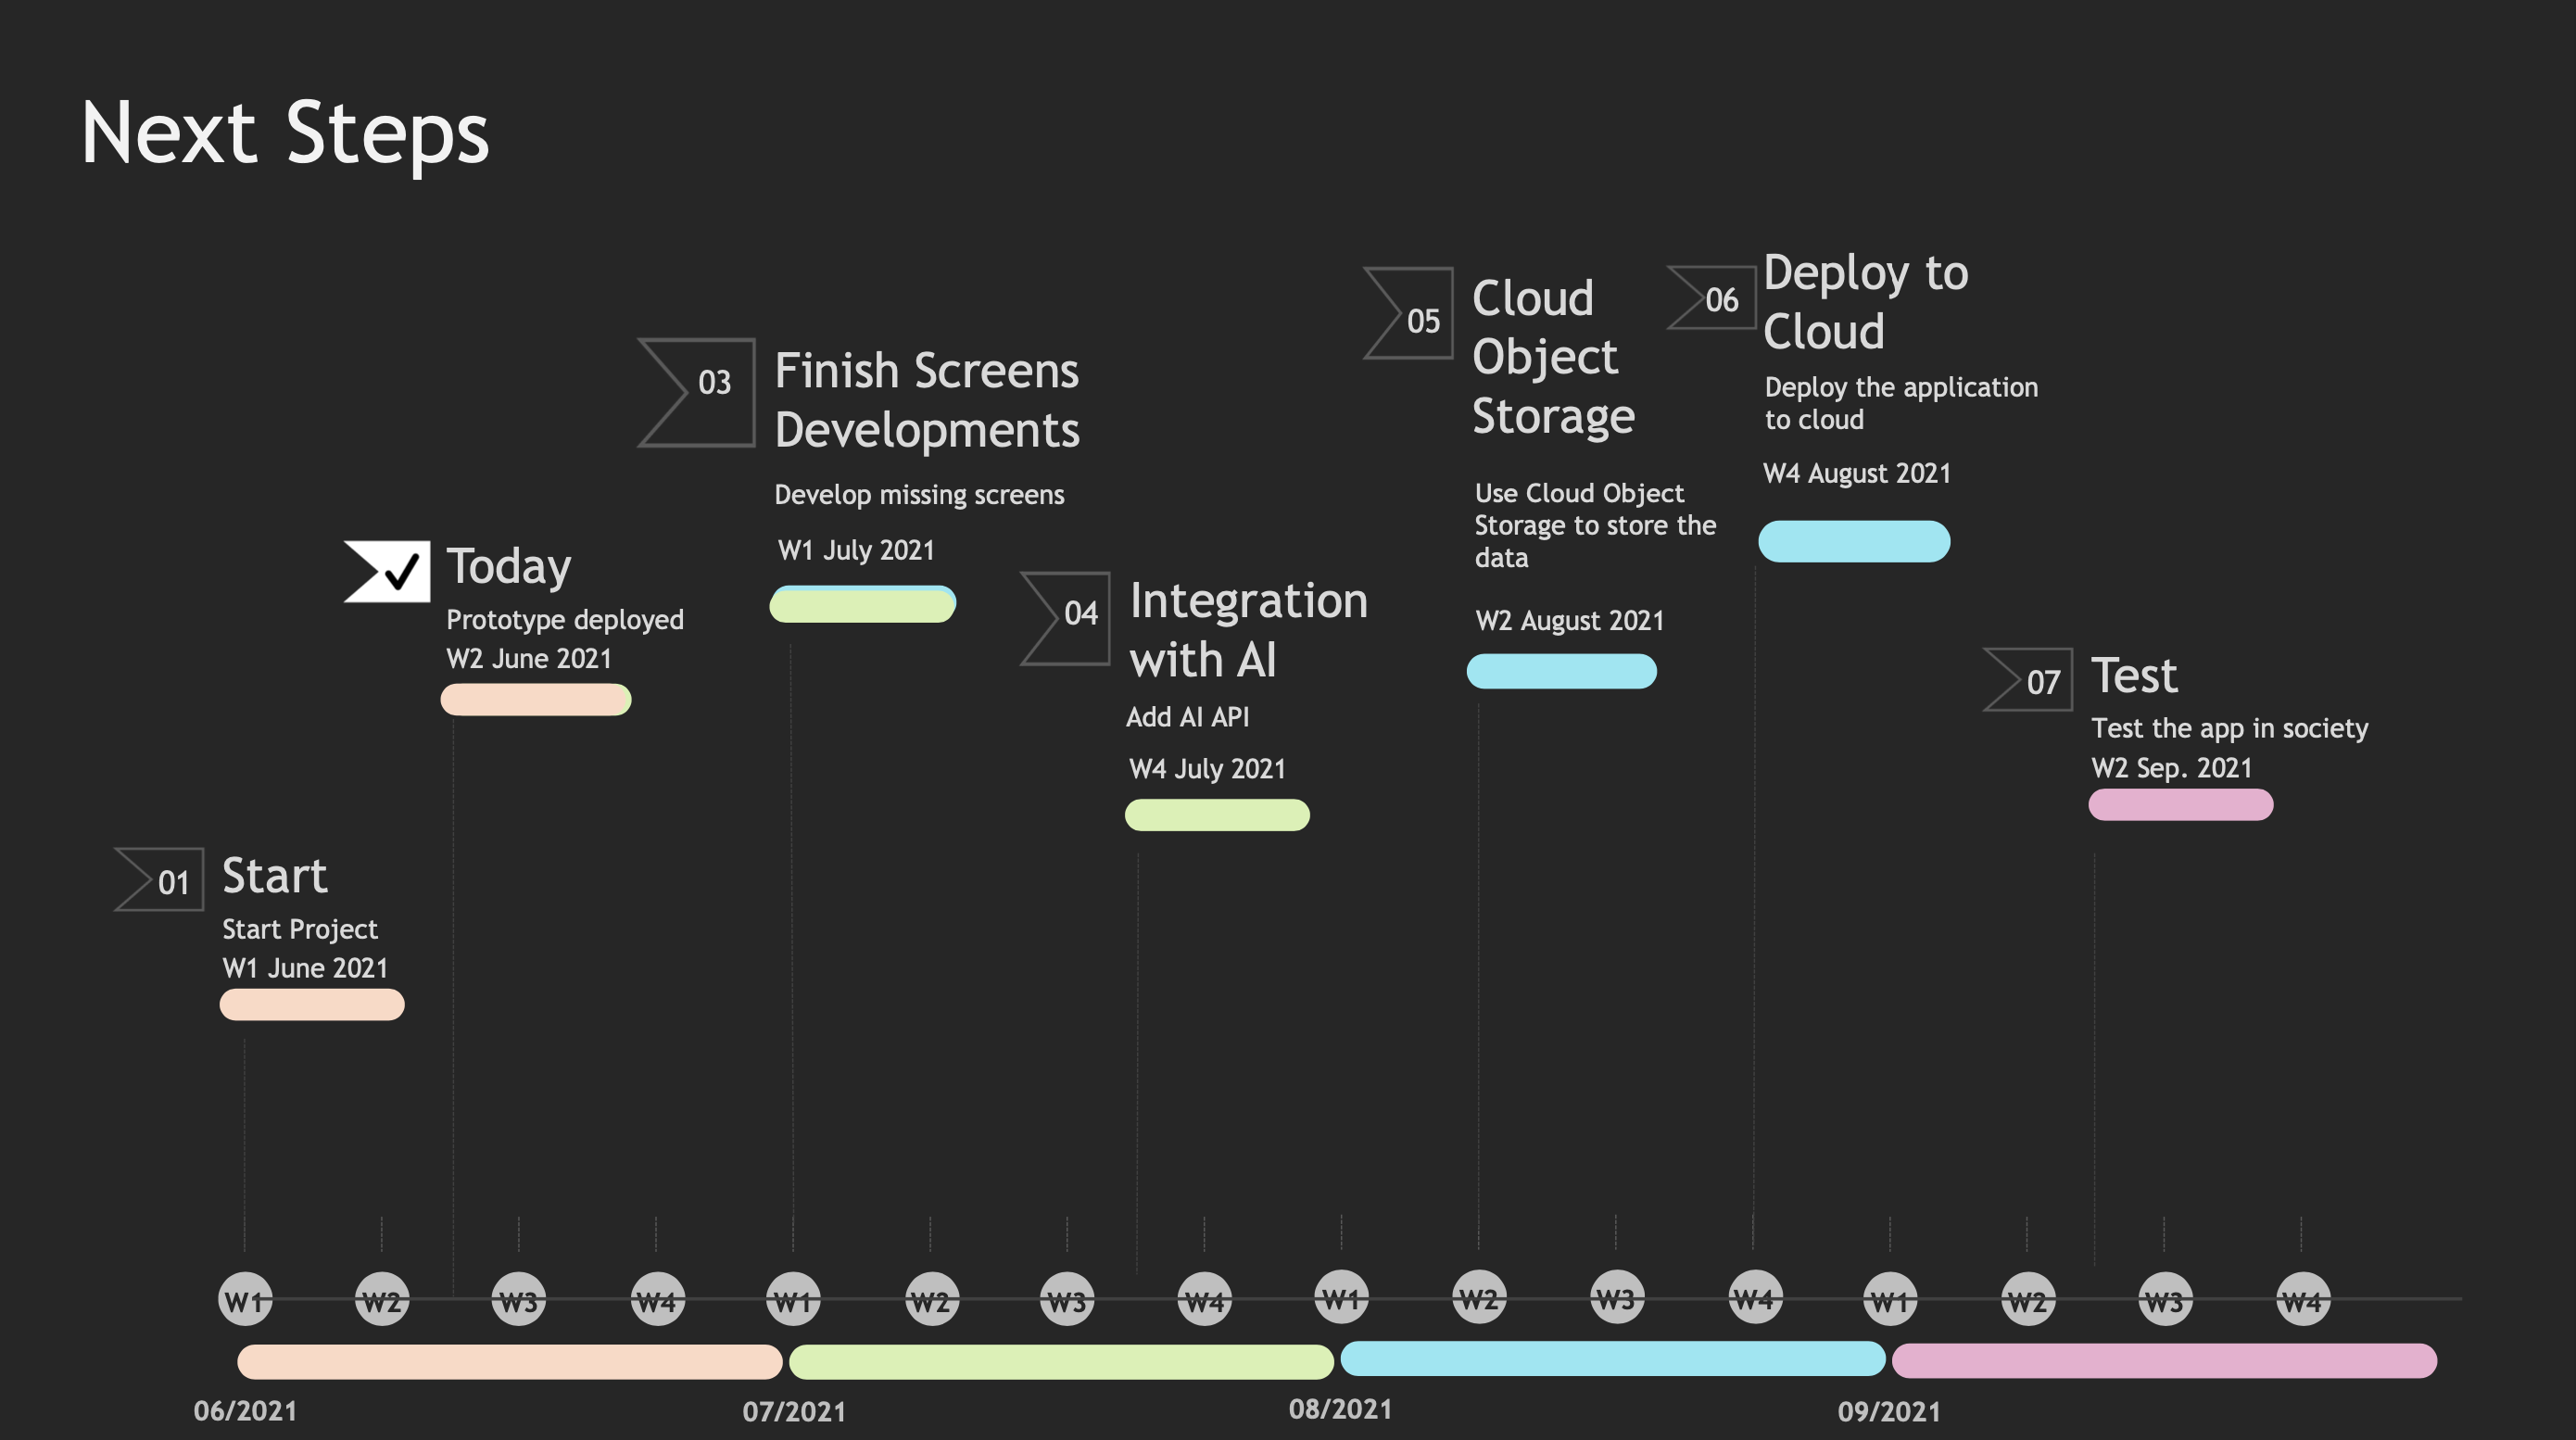 Next Steps
01
Start
Start Project
W1 June 2021
Today
Prototype deployed
W2 June 2021
03
Finish Screens
Developments
Develop missing screens
W1 July 2021
04
Integration
with AI
Add AI API
W4 July 2021
05
Cloud
Object
Storage
Use Cloud Object
Storage to store the
data
W2 August 2021
06
Deploy to
Cloud
Deploy the application
to cloud
W4 August 2021
07
Test
Test the app in society
W2 Sep. 2021
W1 W2 W3 W4 W1 W2 W3 W4 W1 W2 W3 W4 W1 W2 W3 W4
06/2021 07/2021 08/2021 09/2021